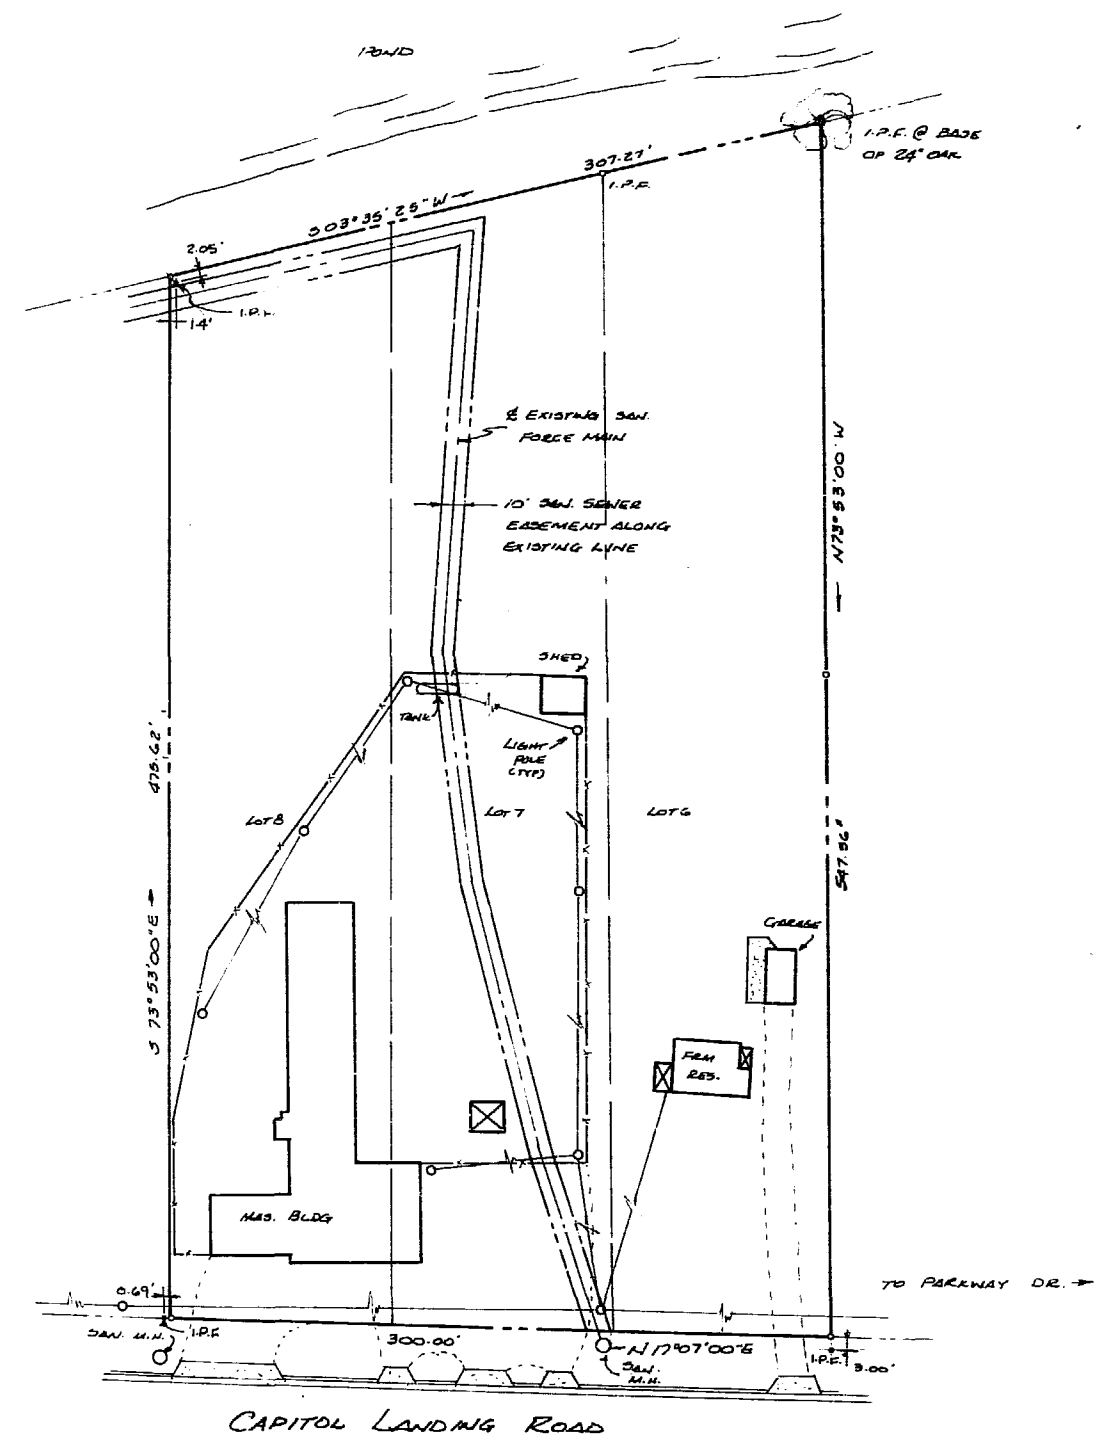 POND
I.P.F. @ BASE
OF 24" OAK
307.27'
I.P.F.
S 03° 35' 25" W
2.05'
I.P.F.
1.4'
℄ EXISTING SAN.
FORCE MAIN
10' SAN. SEWER
EASEMENT ALONG
EXISTING LINE
N 73° 53' 00" W
SHED
TANK
LIGHT
POLE
(TYP)
475.62'
LOT 8
LOT 7
LOT 6
547.56'
S 73° 53' 00" E
GARAGE
FRM
RES.
MAS. BLDG
0.69'
TO PARKWAY DR.
SAN. M.H.
I.P.F.
300.00'
N 17° 07' 00" E
SAN.
M.H.
I.P.F.
3.00'
CAPITOL LANDING ROAD